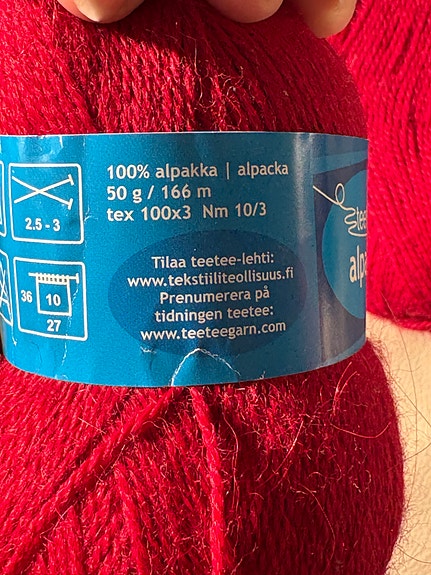 100% alpakka | alpacka
50 g / 166 m
tex 100x3 Nm 10/3
2.5 - 3
36 10
27
Tilaa teetee-lehti:
www.tekstiiliteollisuus.fi
Prenumerera på
tidningen teetee:
www.teeteegarn.com